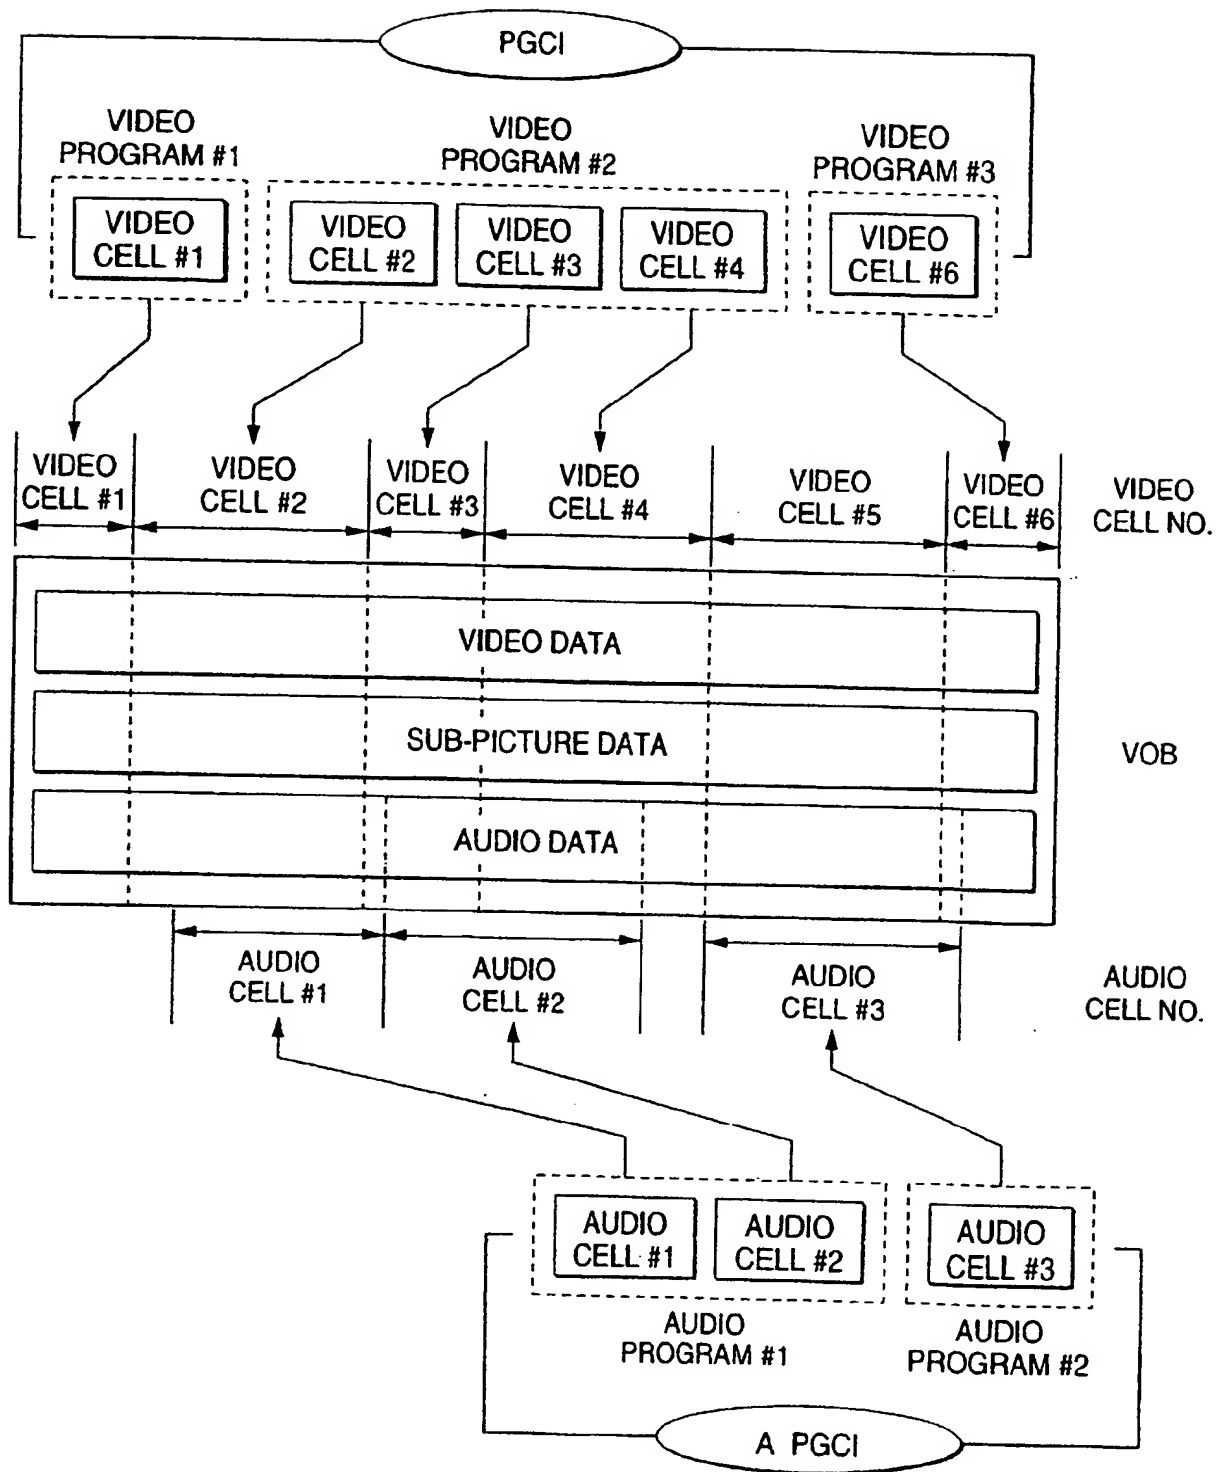 PGCI
VIDEO
PROGRAM #1
VIDEO
PROGRAM #2
VIDEO
PROGRAM #3
VIDEO
CELL #1
VIDEO
CELL #2
VIDEO
CELL #3
VIDEO
CELL #4
VIDEO
CELL #6
VIDEO
CELL #1
VIDEO
CELL #2
VIDEO
CELL #3
VIDEO
CELL #4
VIDEO
CELL #5
VIDEO
CELL #6
VIDEO
CELL NO.
VIDEO DATA
SUB-PICTURE DATA
VOB
AUDIO DATA
AUDIO
CELL #1
AUDIO
CELL #2
AUDIO
CELL #3
AUDIO
CELL NO.
AUDIO
CELL #1
AUDIO
CELL #2
AUDIO
CELL #3
AUDIO
PROGRAM #1
AUDIO
PROGRAM #2
A PGCI